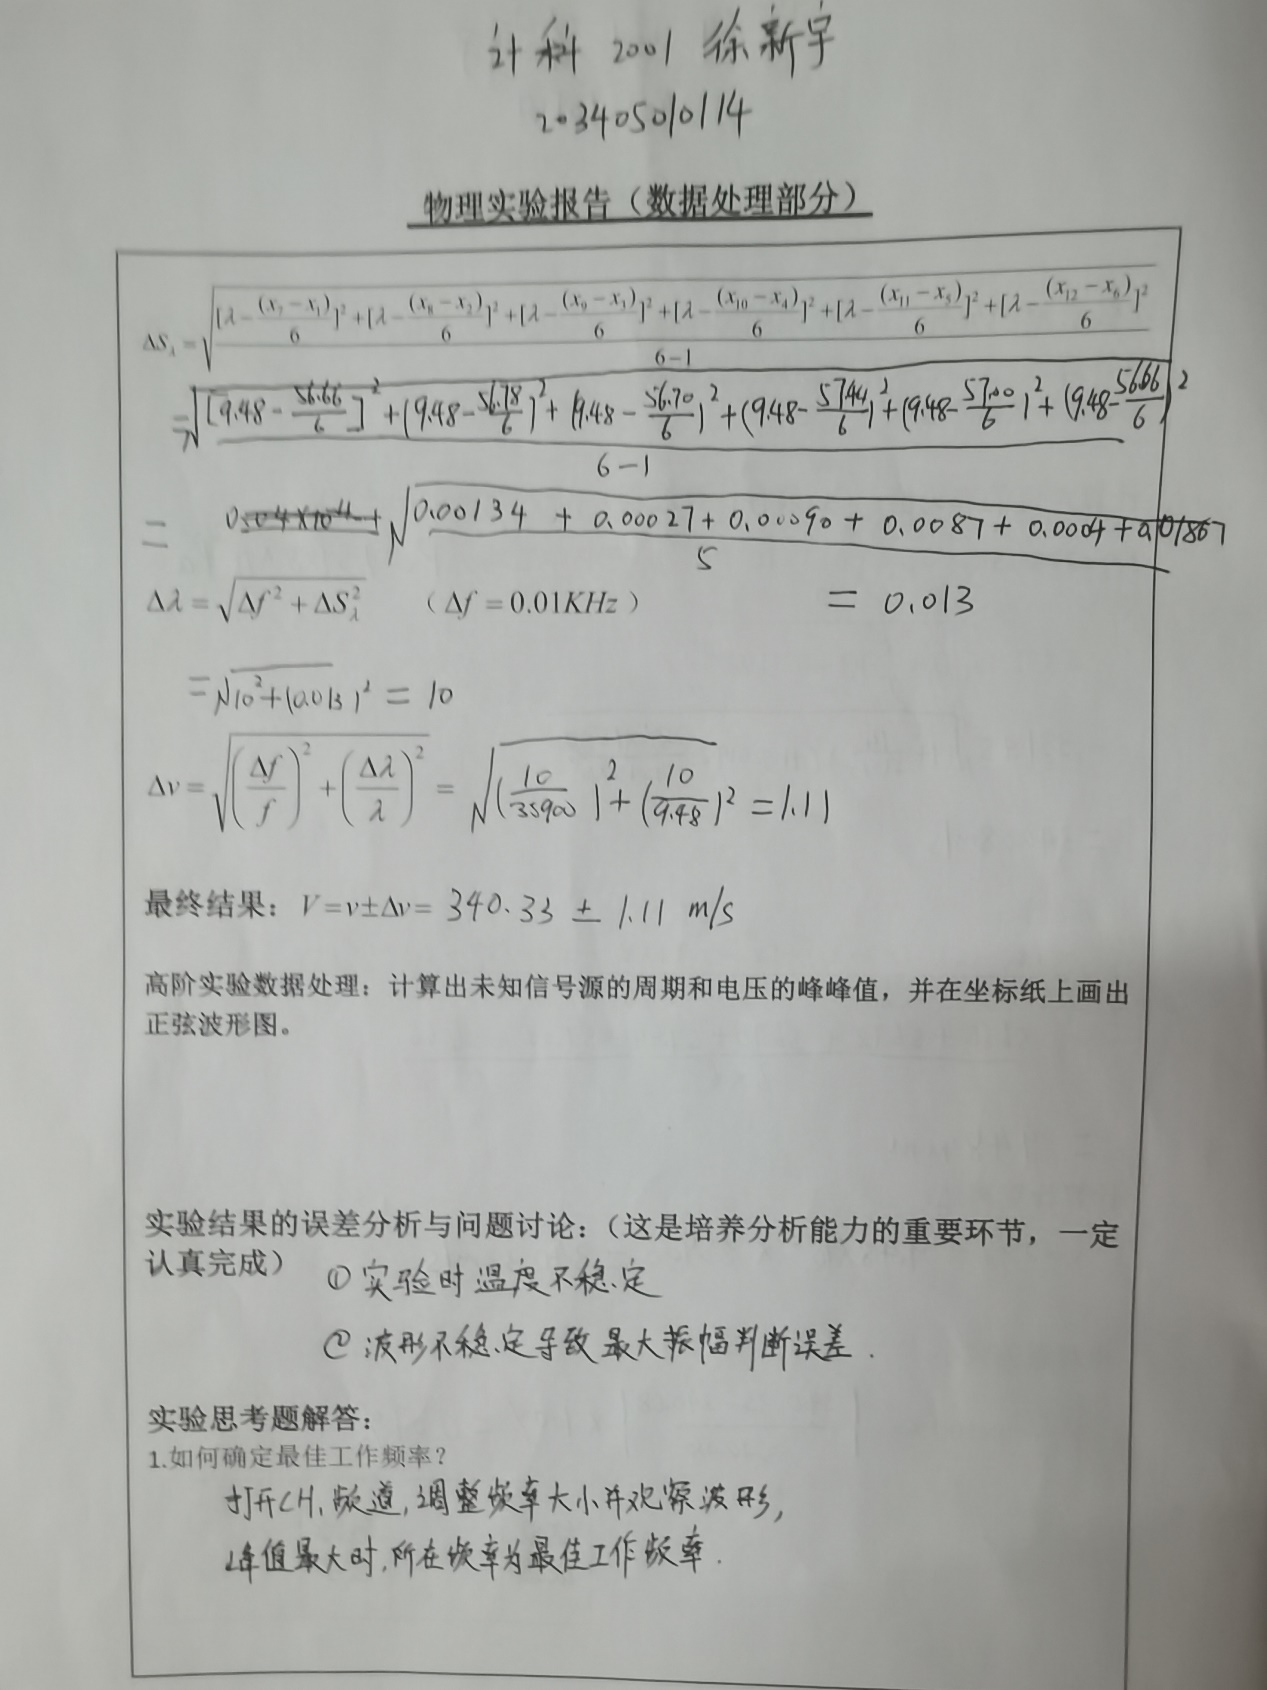 计科 2001 徐新宇
203405010114
物理实验报告（数据处理部分）
ΔS_λ = √{ { [λ - (x₇ - x₁)/6]² + [λ - (x₈ - x₂)/6]² + [λ - (x₉ - x₃)/6]² + [λ - (x₁₀ - x₄)/6]² + [λ - (x₁₁ - x₅)/6]² + [λ - (x₁₂ - x₆)/6]² } / (6-1) }
= √{ { [9.48 - 56.66/6]² + (9.48 - 56.78/6)² + (9.48 - 56.70/6)² + (9.48 - 57.44/6)² + (9.48 - 57.00/6)² + (9.48 - 56.66/6)² } / (6-1) }
= √{ (0.00134 + 0.00027 + 0.00090 + 0.0087 + 0.0004 + 0.01867) / 5 }
Δλ = √(Δf² + ΔS_λ²) （Δf = 0.01KHz） = 0.013
= √(10² + (0.013)²) = 10
Δv = √((Δf/f)² + (Δλ/λ)²) = √((10/35900)² + (10/9.48)²) = 1.11
最终结果：V = v ± Δv = 340.33 ± 1.11 m/s
高阶实验数据处理：计算出未知信号源的周期和电压的峰峰值，并在坐标纸上画出
正弦波形图。
实验结果的误差分析与问题讨论：（这是培养分析能力的重要环节，一定
认真完成） ① 实验时温度不稳定
② 波形不稳定导致最大振幅判断误差.
实验思考题解答：
1.如何确定最佳工作频率？
打开CH₁频道,调整频率大小并观察波形,
峰值最大时,所在频率为最佳工作频率.